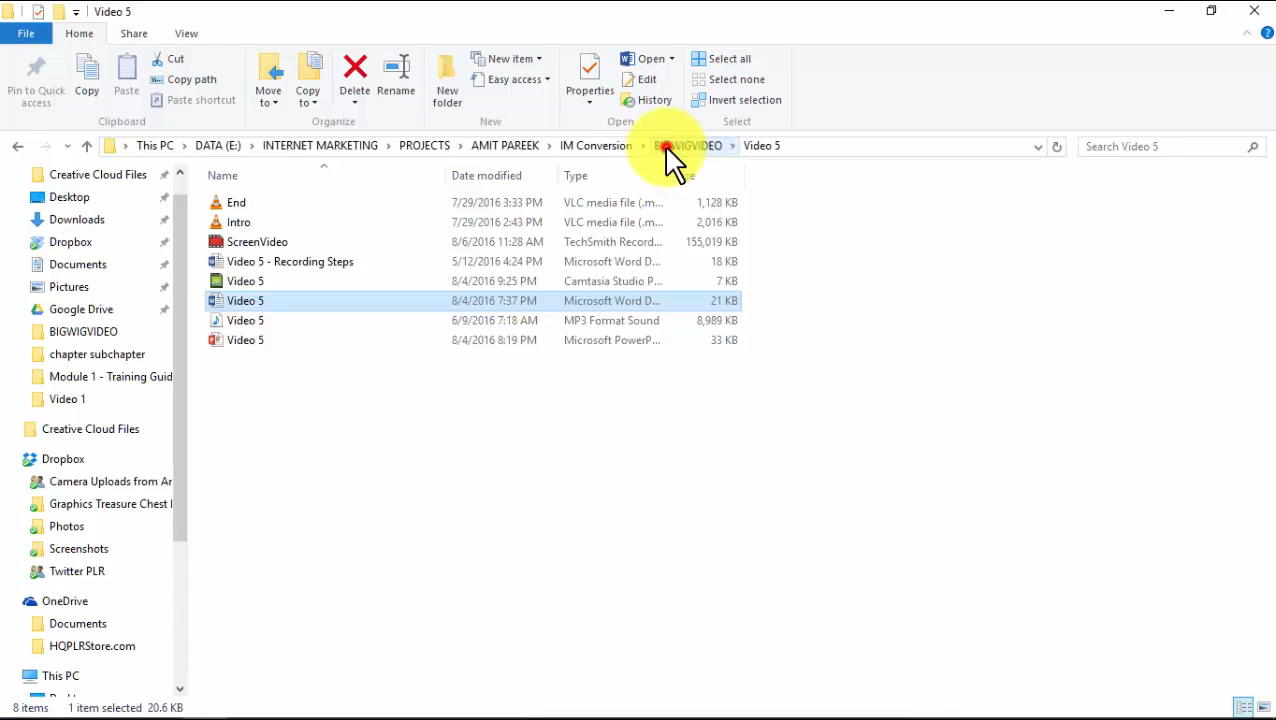 Video 5
File Home Share View
Pin to Quick access
Copy
Paste
Cut
Copy path
Paste shortcut
Clipboard
Move to
Copy to
Delete
Rename
Organize
New folder
New item
Easy access
New
Properties
Open
Edit
History
Open
Select all
Select none
Invert selection
Select
This PC > DATA (E:) > INTERNET MARKETING > PROJECTS > AMIT PAREEK > IM Conversion > BIGWIGVIDEO > Video 5
Search Video 5
Creative Cloud Files
Desktop
Downloads
Dropbox
Documents
Pictures
Google Drive
BIGWIGVIDEO
chapter subchapter
Module 1 - Training Guid
Video 1
Creative Cloud Files
Dropbox
Camera Uploads from Ar
Graphics Treasure Chest
Photos
Screenshots
Twitter PLR
OneDrive
Documents
HQPLRStore.com
This PC
Name Date modified Type
End 7/29/2016 3:33 PM VLC media file (.m... 1,128 KB
Intro 7/29/2016 2:43 PM VLC media file (.m... 2,016 KB
ScreenVideo 8/6/2016 11:28 AM TechSmith Record... 155,019 KB
Video 5 - Recording Steps 5/12/2016 4:24 PM Microsoft Word D... 18 KB
Video 5 8/4/2016 9:25 PM Camtasia Studio P... 7 KB
Video 5 8/4/2016 7:37 PM Microsoft Word D... 21 KB
Video 5 6/9/2016 7:18 AM MP3 Format Sound 8,989 KB
Video 5 8/4/2016 8:19 PM Microsoft PowerP... 33 KB
8 items 1 item selected 20.6 KB